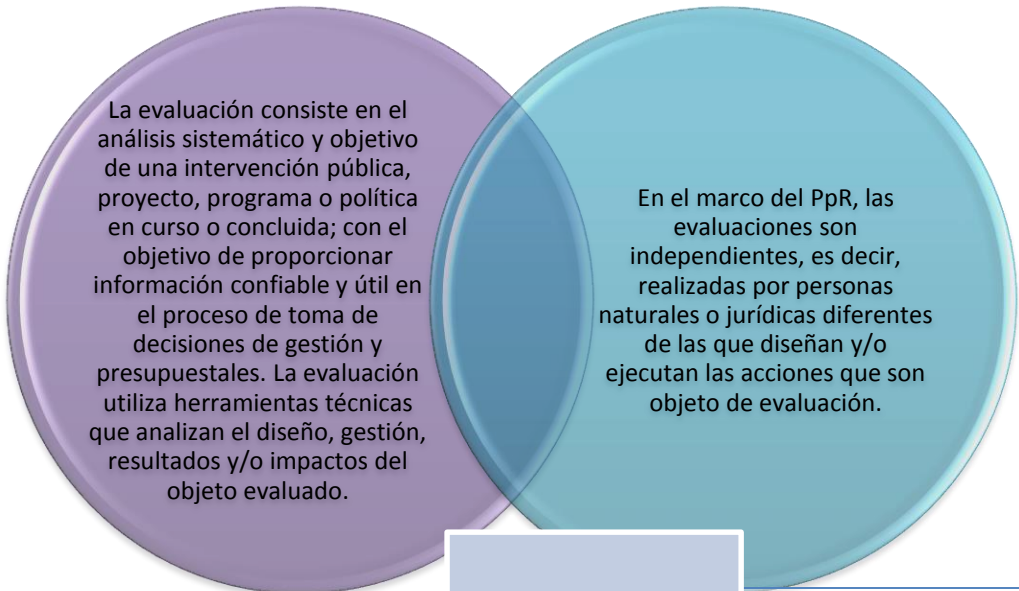 La evaluación consiste en el
análisis sistemático y objetivo
de una intervención pública,
proyecto, programa o política
en curso o concluida; con el
objetivo de proporcionar
información confiable y útil en
el proceso de toma de
decisiones de gestión y
presupuestales. La evaluación
utiliza herramientas técnicas
que analizan el diseño, gestión,
resultados y/o impactos del
objeto evaluado.
En el marco del PpR, las
evaluaciones son
independientes, es decir,
realizadas por personas
naturales o jurídicas diferentes
de las que diseñan y/o
ejecutan las acciones que son
objeto de evaluación.